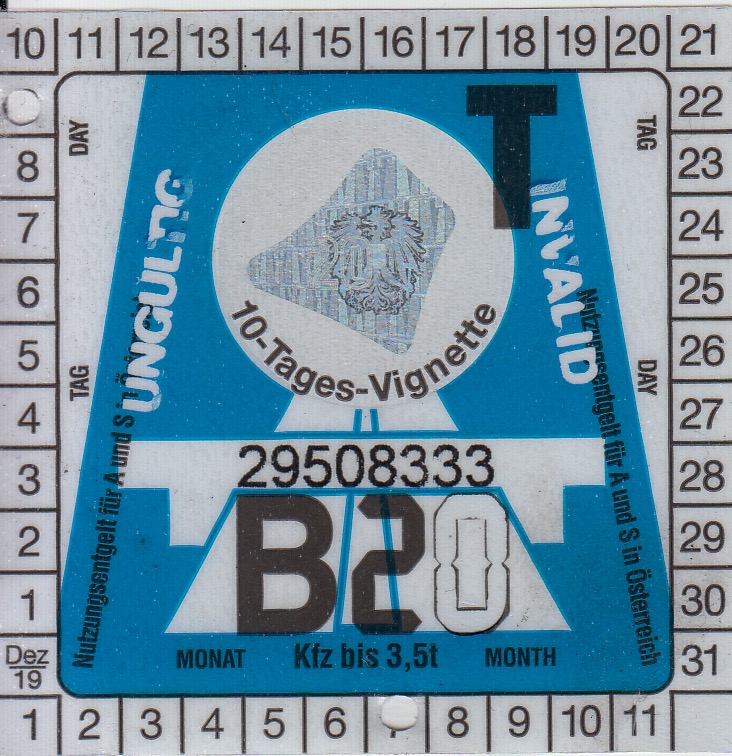 10 11 12 13 14 15 16 17 18 19 20 21
22
8 23
7 24
6 25
5 26
4 27
3 28
2 29
1 30
Dez
19 31
1 2 3 4 5 6 8 9 10 11
DAY
TAG
T
UNGÜLTIG
INVALID
10-Tages-Vignette
TAG
DAY
Nutzungsentgelt für A und S in Österreich
29508333
B20
MONAT Kfz bis 3,5t MONTH
Nutzungsentgelt für A und S in Österreich